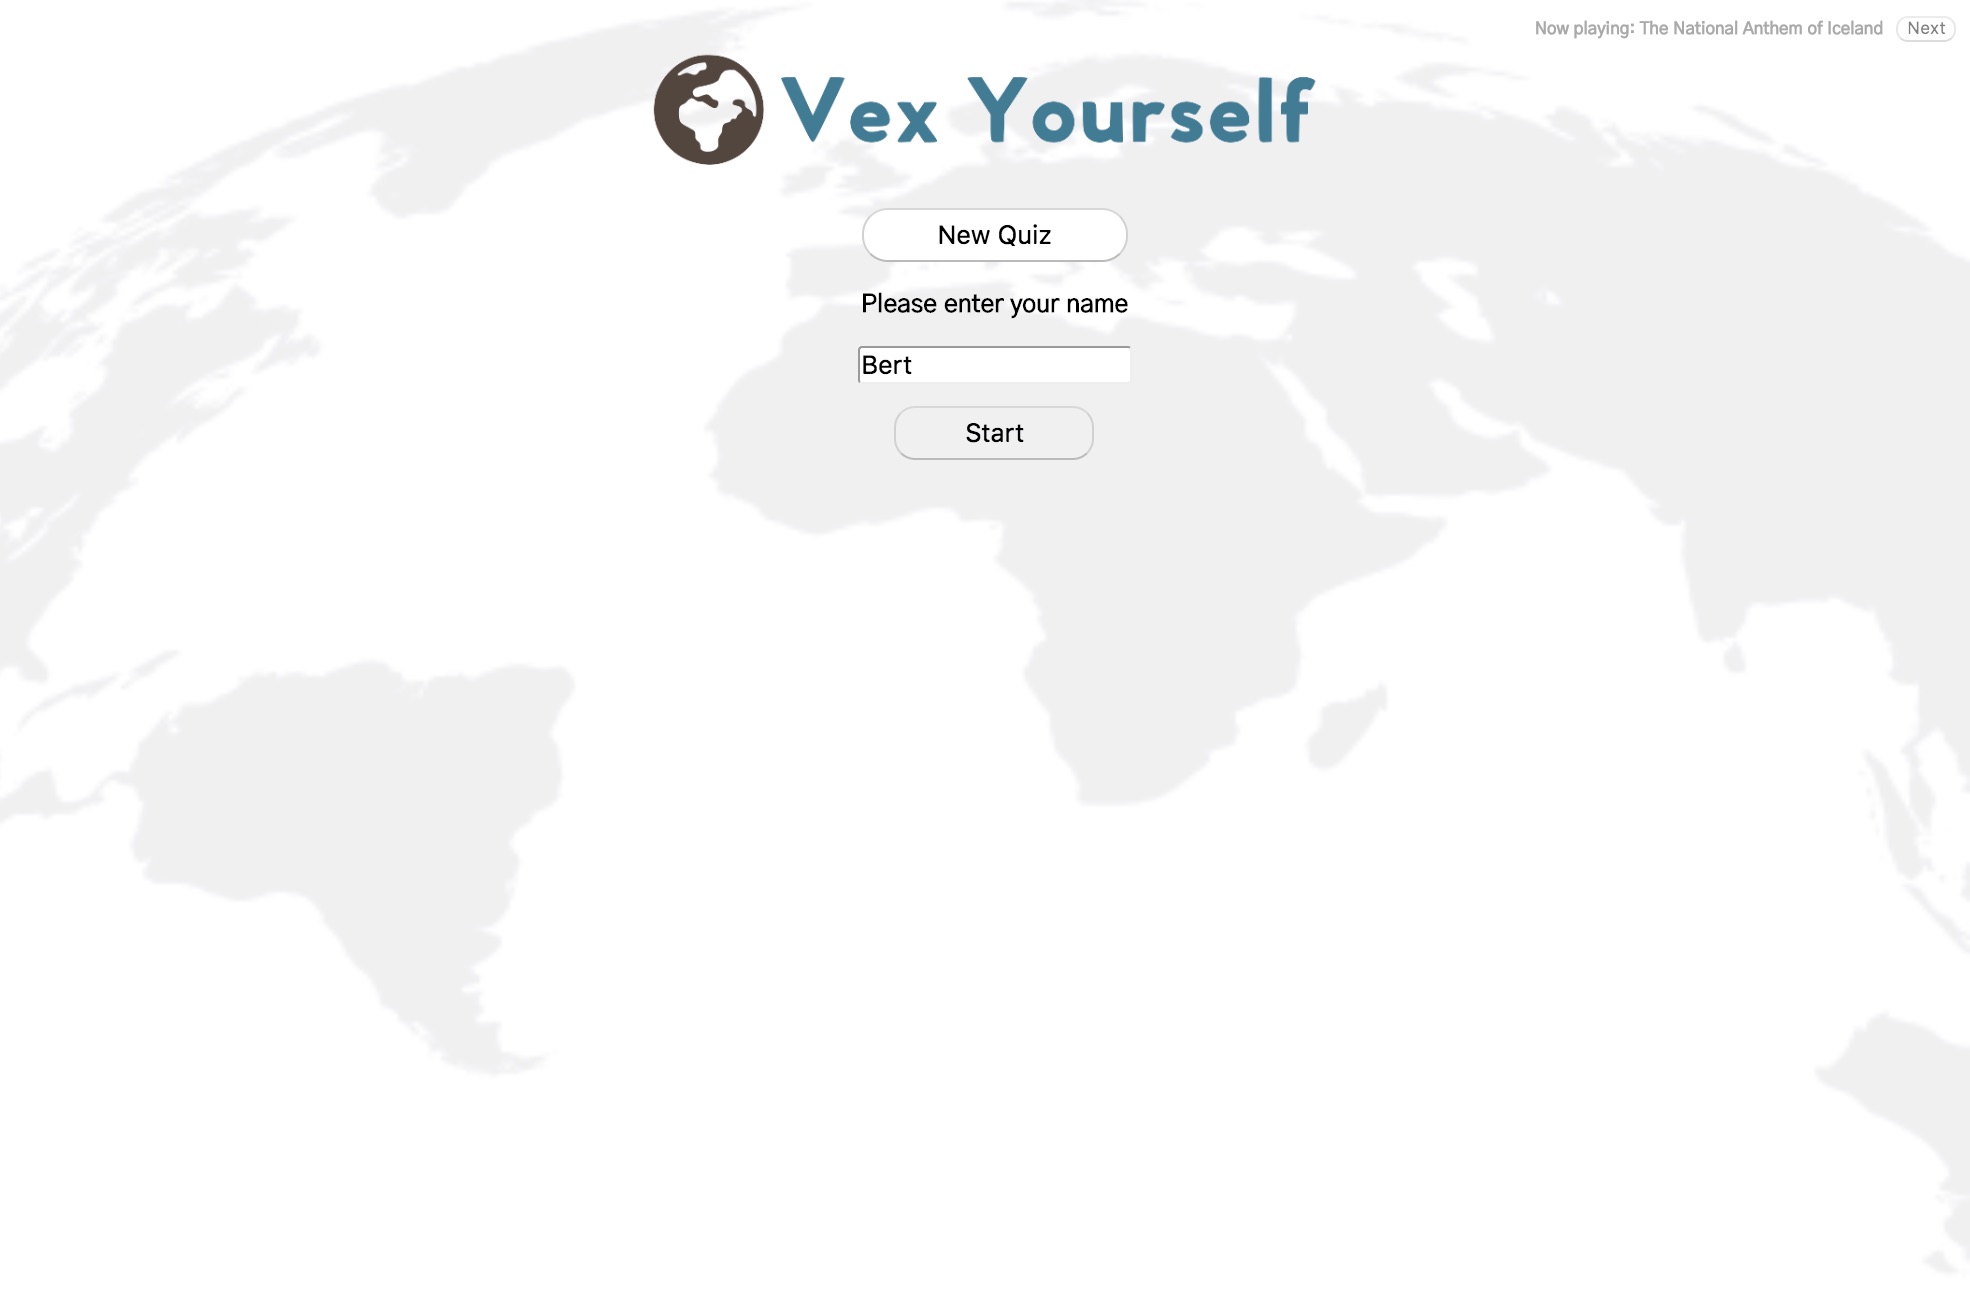 Now playing: The National Anthem of Iceland Next
Vex Yourself
New Quiz
Please enter your name
Bert
Start